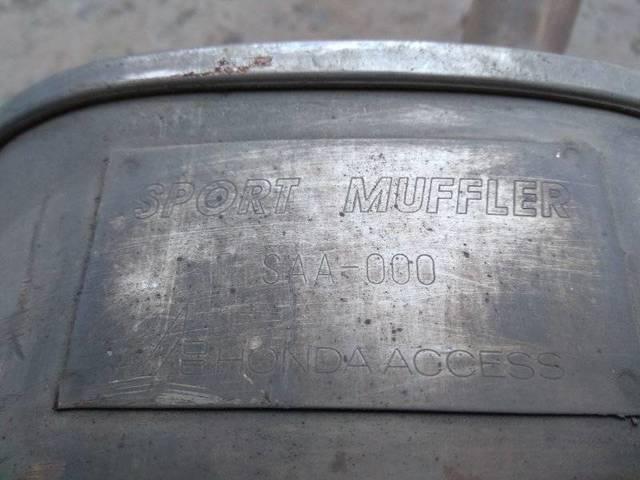 SPORT MUFFLER
SAA-000
HONDA ACCESS